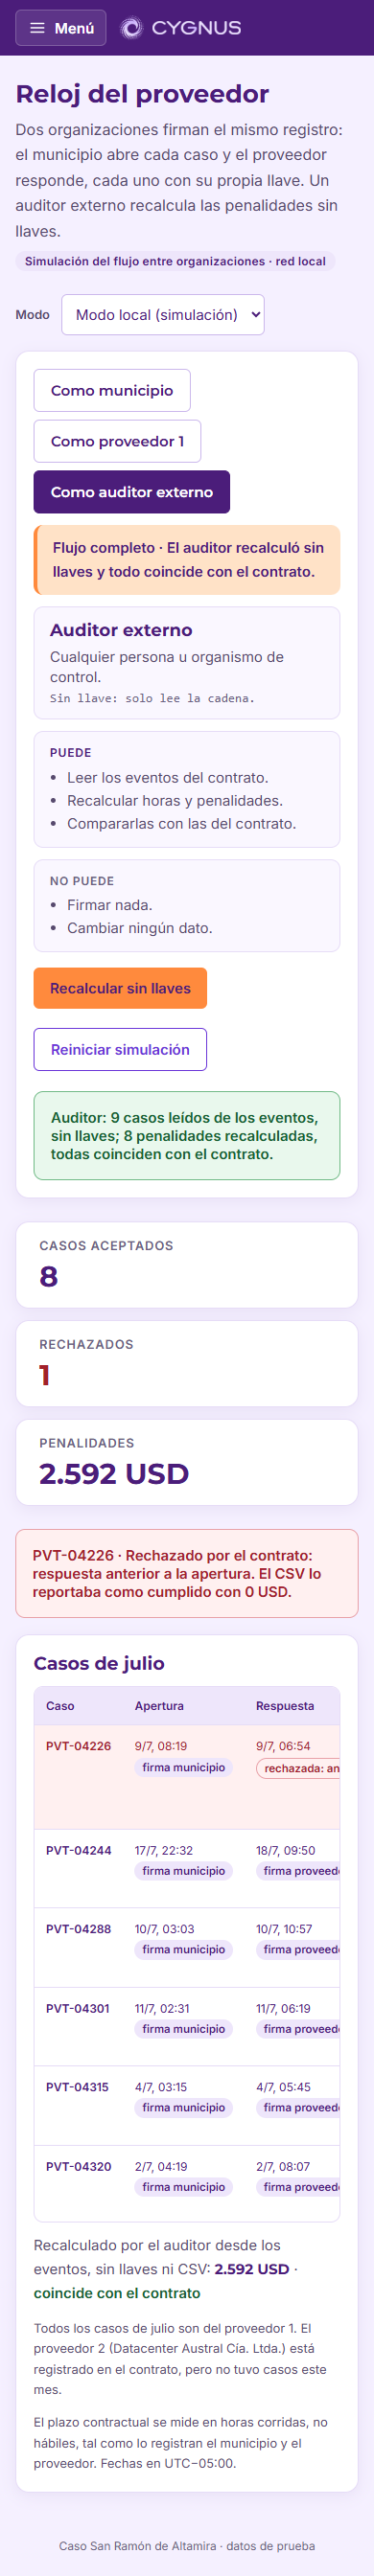 Menú CYGNUS
Reloj del proveedor
Dos organizaciones firman el mismo registro:
el municipio abre cada caso y el proveedor
responde, cada uno con su propia llave. Un
auditor externo recalcula las penalidades sin
llaves.
Simulación del flujo entre organizaciones · red local
Modo Modo local (simulación)
Como municipio
Como proveedor 1
Como auditor externo
Flujo completo · El auditor recalculó sin
llaves y todo coincide con el contrato.
Auditor externo
Cualquier persona u organismo de
control.
Sin llave: solo lee la cadena.
PUEDE
• Leer los eventos del contrato.
• Recalcular horas y penalidades.
• Compararlas con las del contrato.
NO PUEDE
• Firmar nada.
• Cambiar ningún dato.
Recalcular sin llaves
Reiniciar simulación
Auditor: 9 casos leídos de los eventos,
sin llaves; 8 penalidades recalculadas,
todas coinciden con el contrato.
CASOS ACEPTADOS
8
RECHAZADOS
1
PENALIDADES
2.592 USD
PVT-04226 · Rechazado por el contrato:
respuesta anterior a la apertura. El CSV lo
reportaba como cumplido con 0 USD.
Casos de julio
Caso Apertura Respuesta
PVT-04226 9/7, 08:19 9/7, 06:54
firma municipio rechazada: an
PVT-04244 17/7, 22:32 18/7, 09:50
firma municipio firma proveed
PVT-04288 10/7, 03:03 10/7, 10:57
firma municipio firma proveed
PVT-04301 11/7, 02:31 11/7, 06:19
firma municipio firma proveed
PVT-04315 4/7, 03:15 4/7, 05:45
firma municipio firma proveed
PVT-04320 2/7, 04:19 2/7, 08:07
firma municipio firma proveed
Recalculado por el auditor desde los
eventos, sin llaves ni CSV: 2.592 USD ·
coincide con el contrato
Todos los casos de julio son del proveedor 1. El
proveedor 2 (Datacenter Austral Cía. Ltda.) está
registrado en el contrato, pero no tuvo casos este
mes.
El plazo contractual se mide en horas corridas, no
hábiles, tal como lo registran el municipio y el
proveedor. Fechas en UTC−05:00.
Caso San Ramón de Altamira · datos de prueba